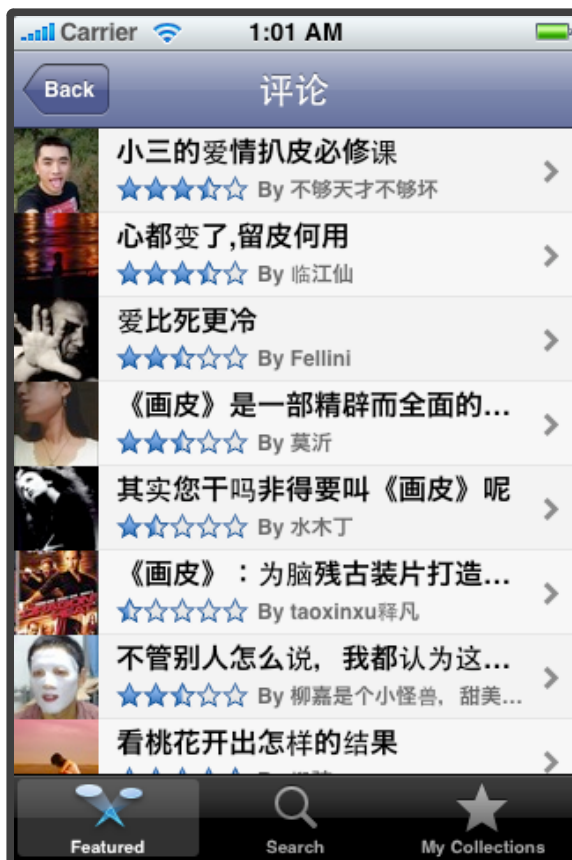 Carrier 1:01 AM
Back 评论
小三的爱情扒皮必修课
By 不够天才不够坏
心都变了,留皮何用
By 临江仙
爱比死更冷
By Fellini
《画皮》是一部精辟而全面的...
By 莫沂
其实您干吗非得要叫《画皮》呢
By 水木丁
《画皮》：为脑残古装片打造...
By taoxinxu释凡
不管别人怎么说，我都认为这...
By 柳嘉是个小怪兽，甜美...
看桃花开出怎样的结果
Featured Search My Collections